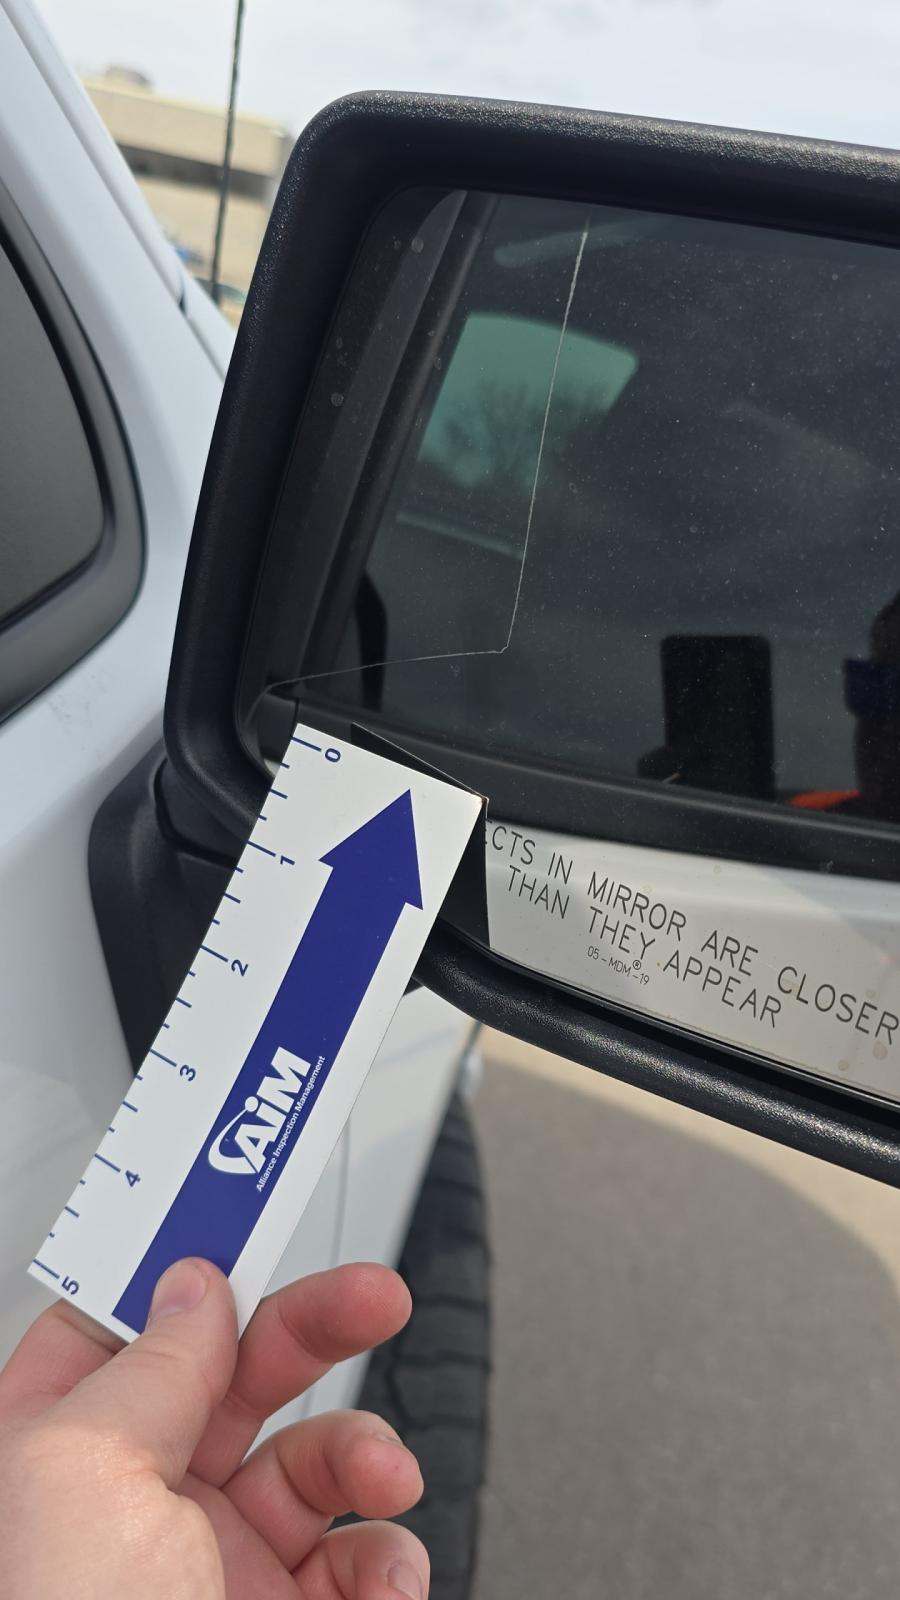 ECTS IN MIRROR ARE CLOSER
THAN THEY APPEAR
05-MDM®-19
0
1
2
3
4
5
AiM
Alliance Inspection Management